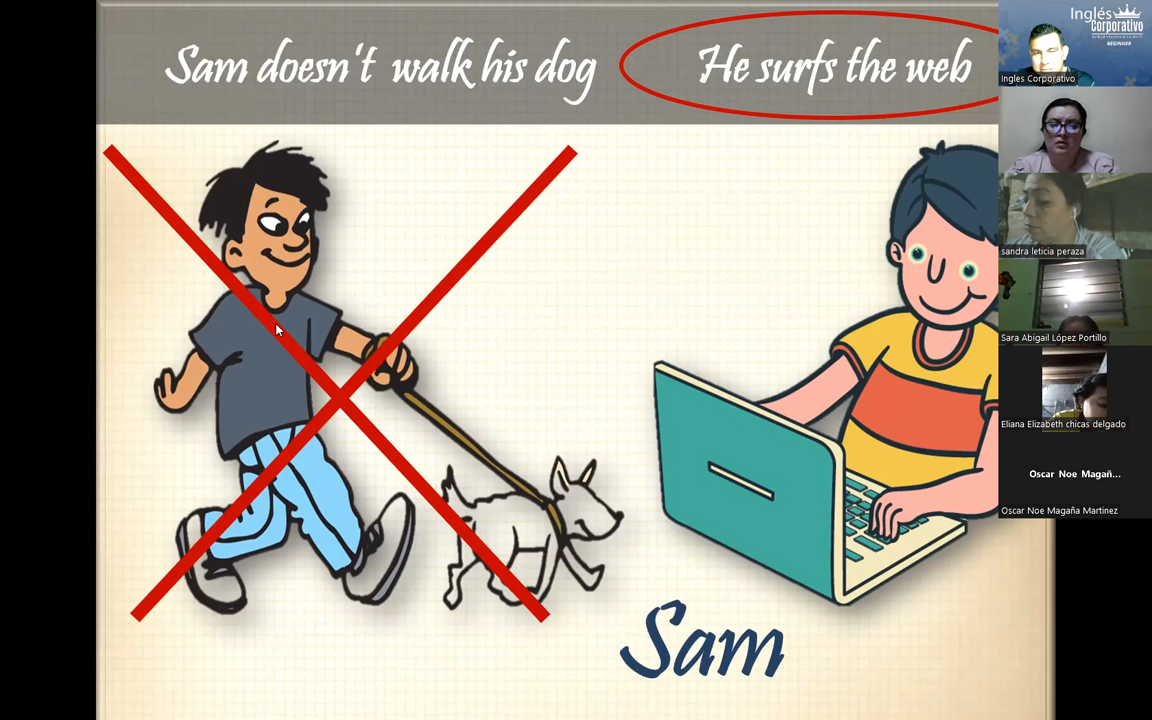 Sam doesn't walk his dog
He surfs the web
Sam
Inglés
Corporativo
BEGINNER
Ingles Corporativo
sandra leticia peraza
Sara Abigail López Portillo
Eliana Elizabeth chicas delgado
Oscar Noe Magañ...
Oscar Noe Magaña Martinez